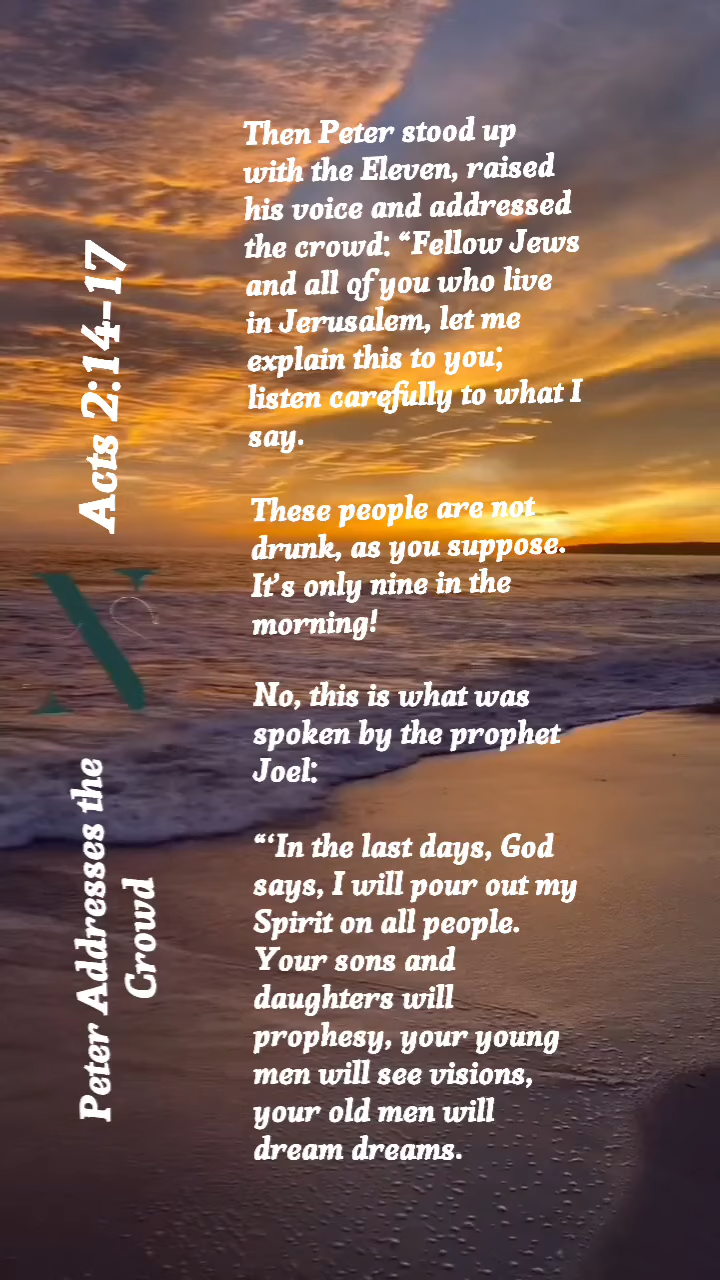 Acts 2:14-17
Peter Addresses the
Crowd
Then Peter stood up
with the Eleven, raised
his voice and addressed
the crowd: “Fellow Jews
and all of you who live
in Jerusalem, let me
explain this to you;
listen carefully to what I
say.
These people are not
drunk, as you suppose.
It’s only nine in the
morning!
No, this is what was
spoken by the prophet
Joel:
“‘In the last days, God
says, I will pour out my
Spirit on all people.
Your sons and
daughters will
prophesy, your young
men will see visions,
your old men will
dream dreams.